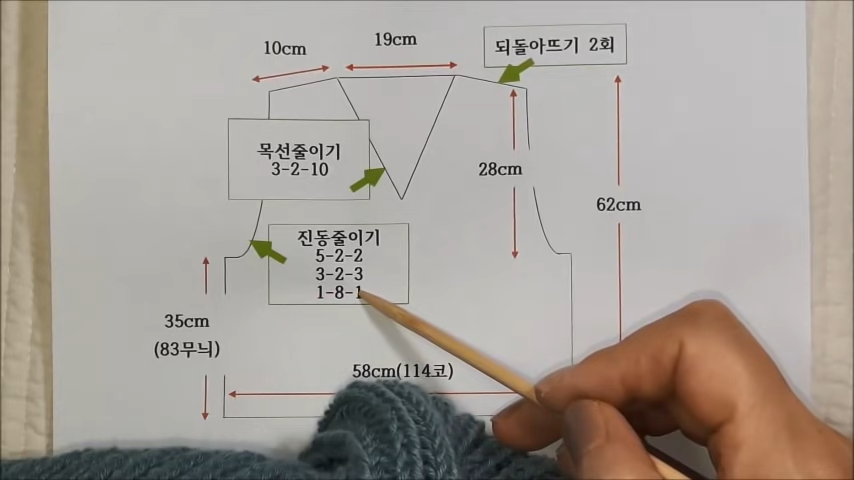 10cm
19cm
되돌아뜨기 2회
목선줄이기
3-2-10
28cm
62cm
진동줄이기
5-2-2
3-2-3
1-8-1
35cm
(83무늬)
58cm(114코)